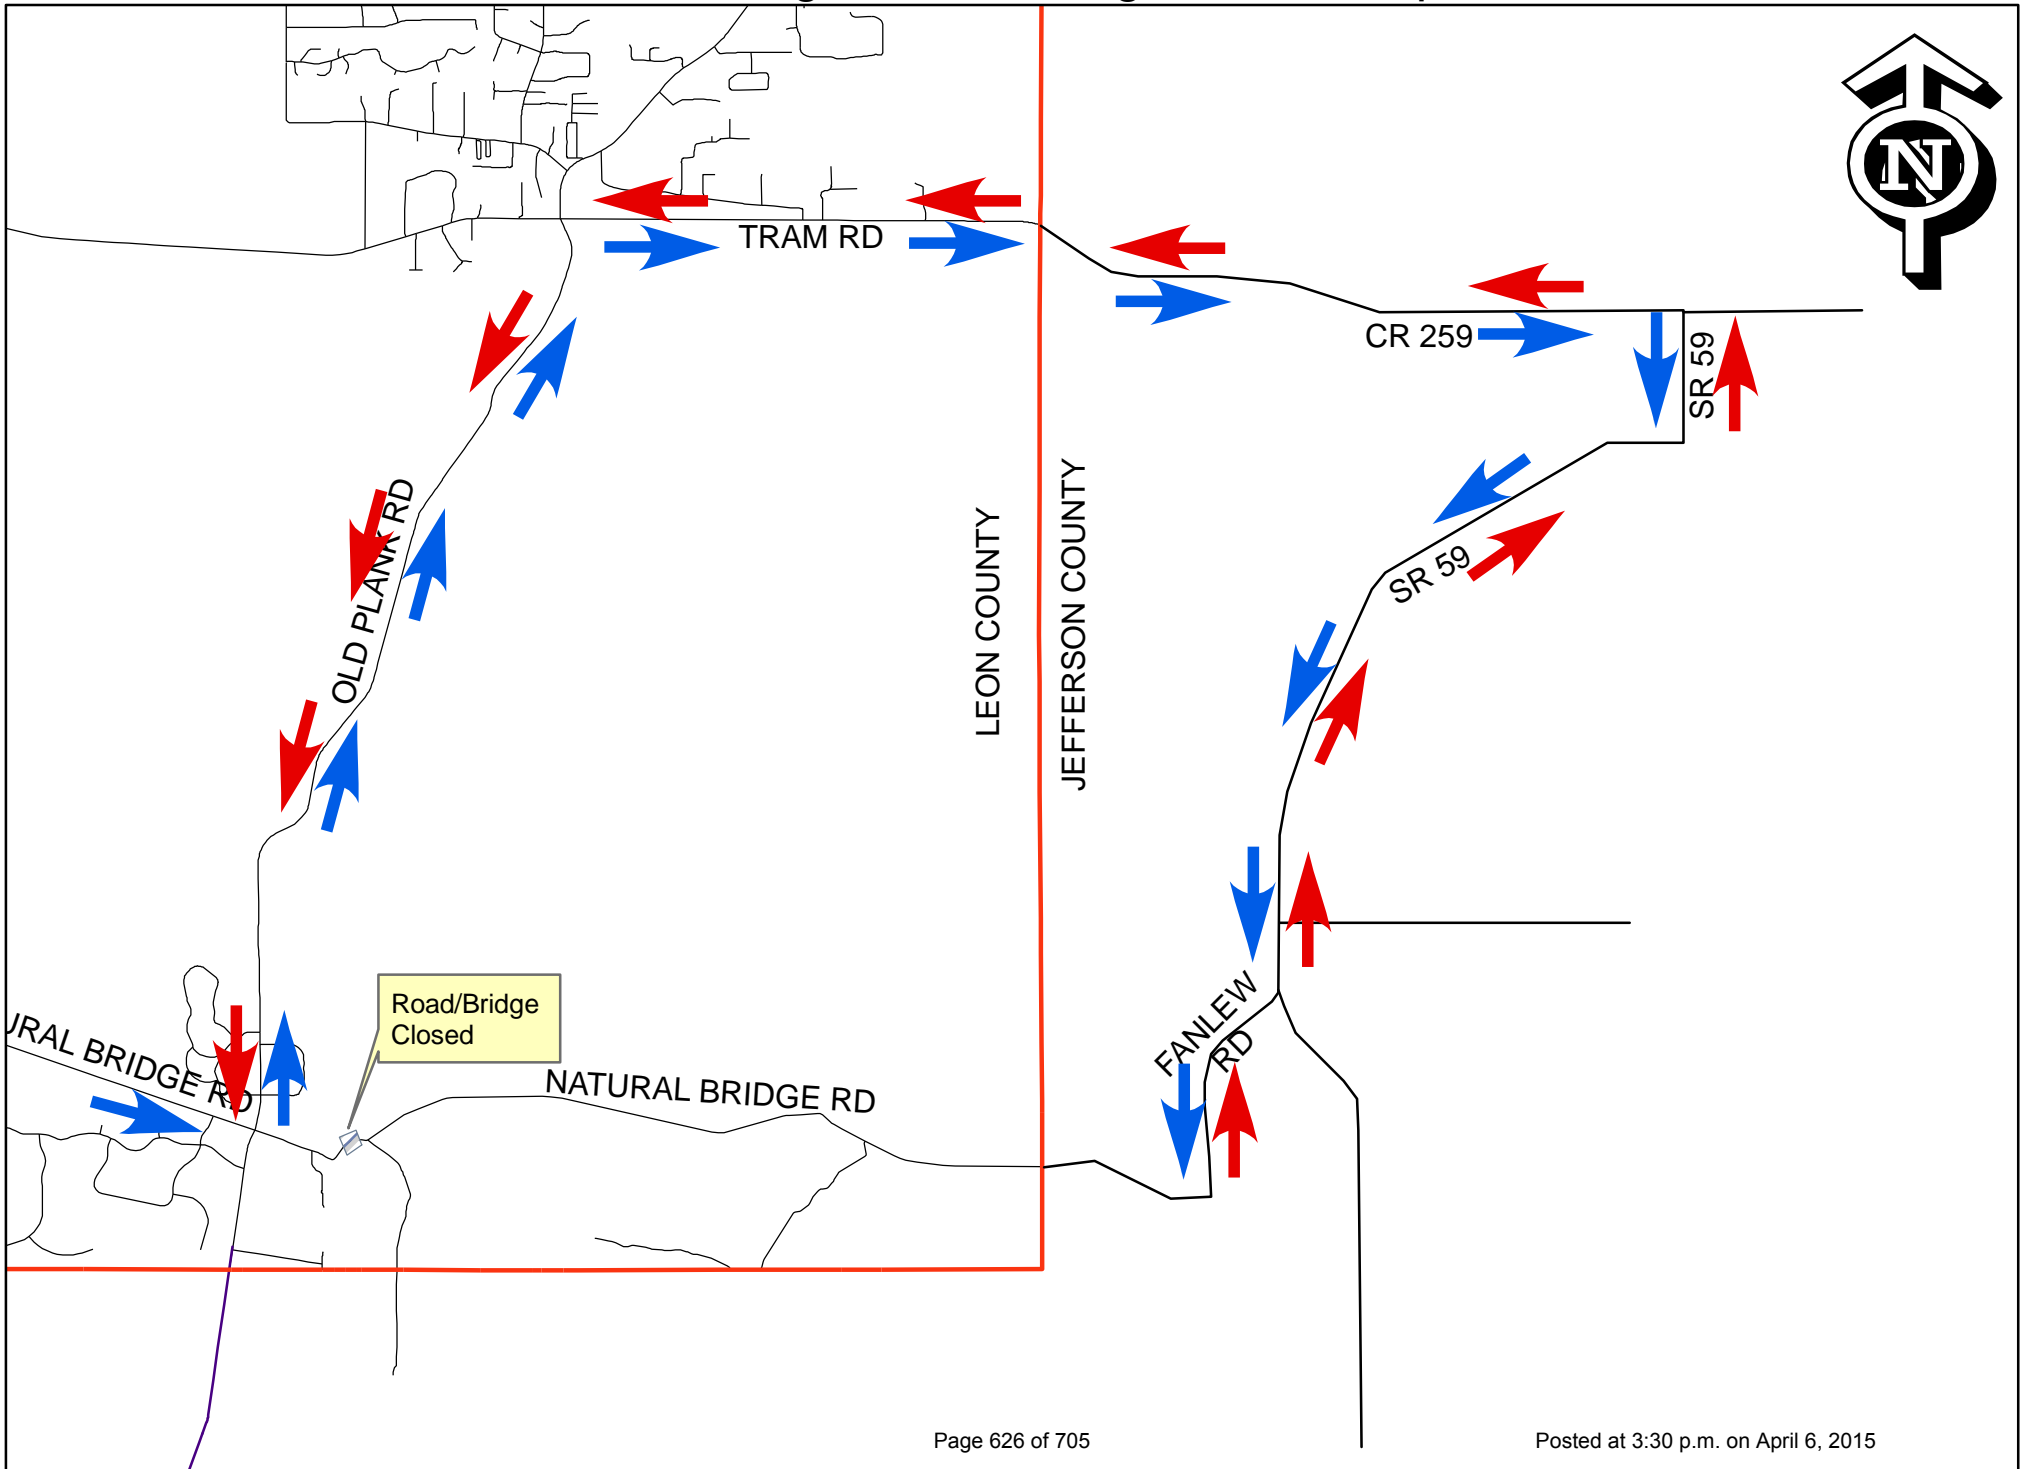 N
TRAM RD
CR 259
SR 59
OLD PLANK RD
LEON COUNTY
JEFFERSON COUNTY
SR 59
Road/Bridge
Closed
FANLEW
RD
BRIDGE RD
NATURAL BRIDGE RD
Page 626 of 705
Posted at 3:30 p.m. on April 6, 2015